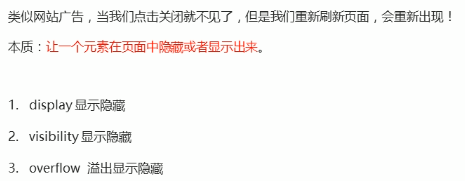 类似网站广告，当我们点击关闭就不见了，但是我们重新刷新页面，会重新出现！
本质：让一个元素在页面中隐藏或者显示出来。
1. display 显示隐藏
2. visibility 显示隐藏
3. overflow 溢出显示隐藏